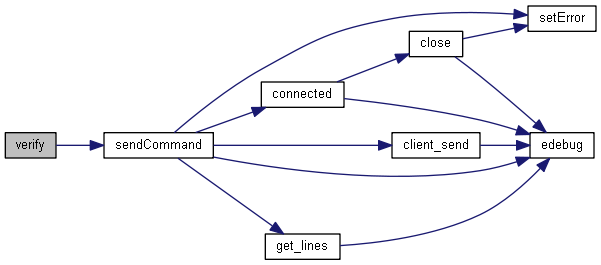 setError
close
connected
verify
sendCommand
client_send
edebug
get_lines